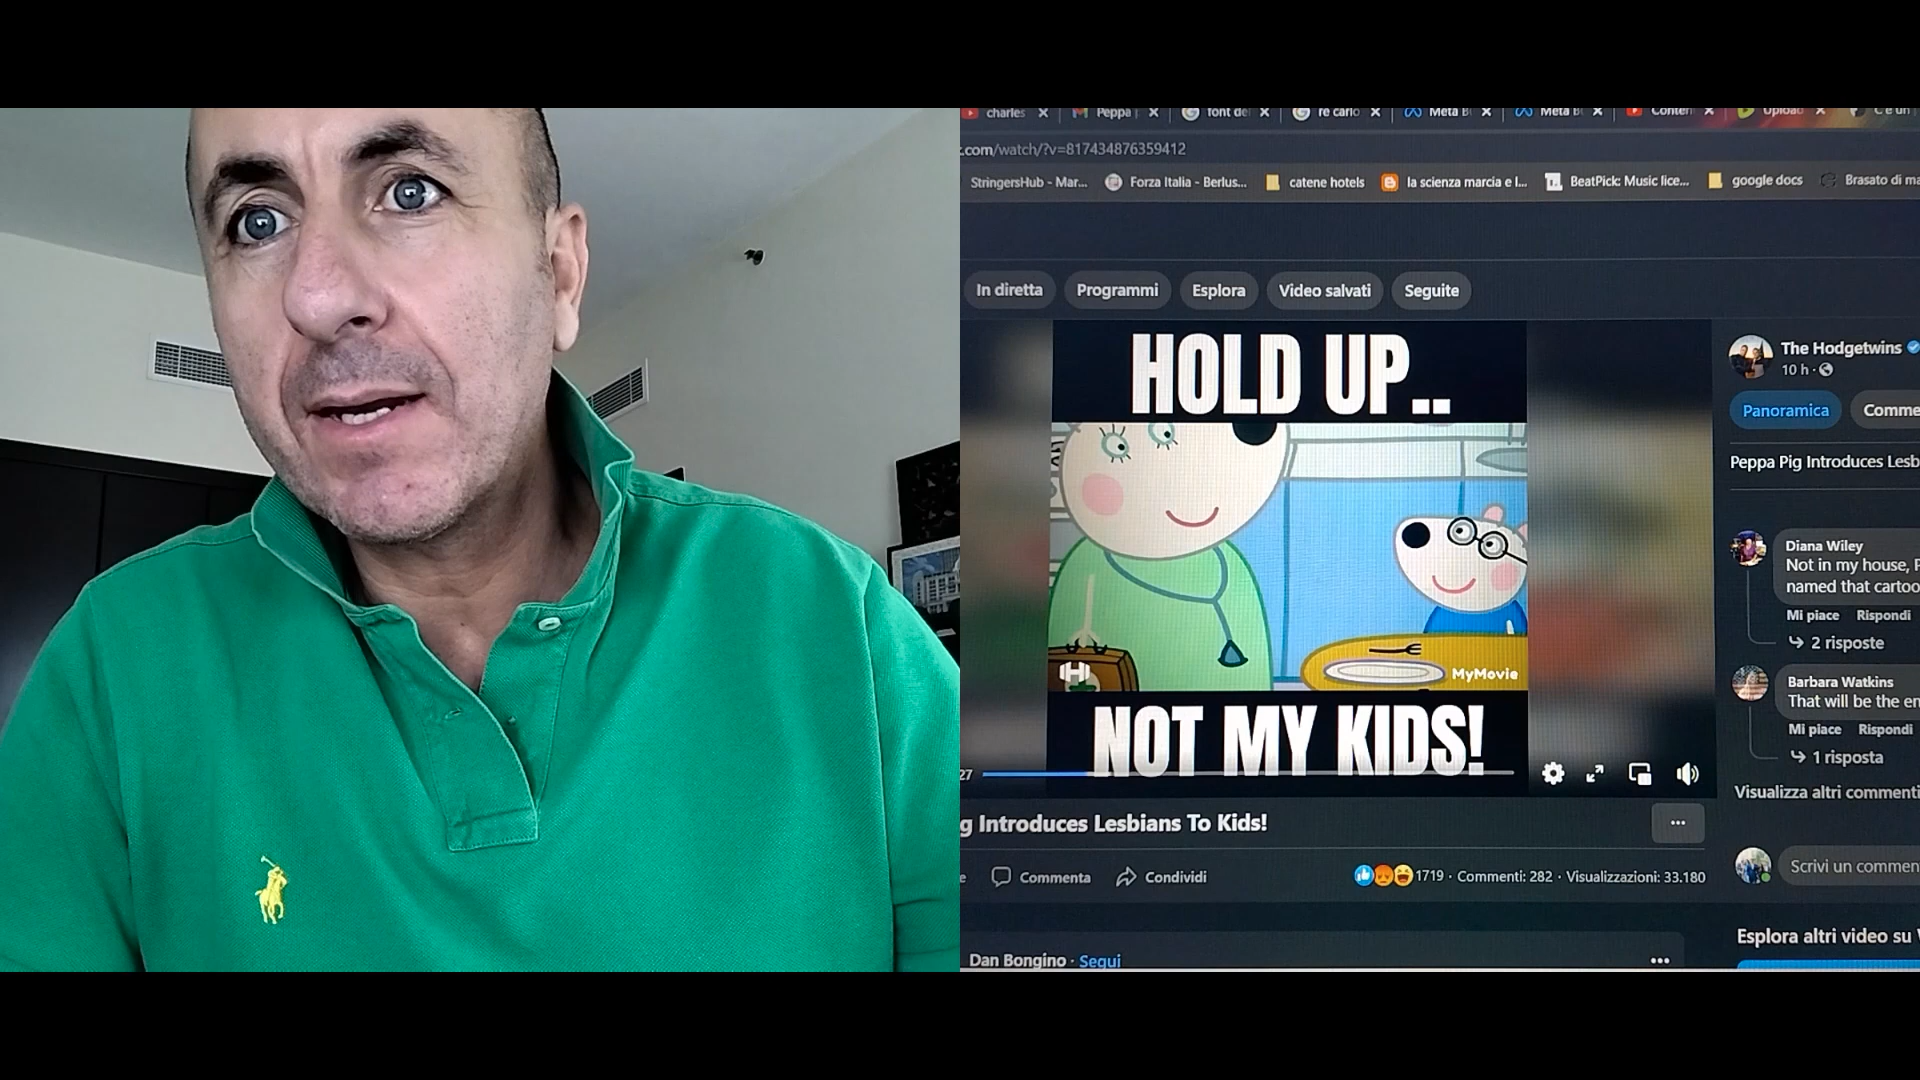 charles
Peppa
font de
re carlo
Meta B
Meta B
Conten
Upload
C'è un
.com/watch/?v=817434876359412
StringersHub - Mar...
Forza Italia - Berlus...
catene hotels
la scienza marcia e l...
BeatPick: Music lice...
google docs
Brasato di ma
In diretta
Programmi
Esplora
Video salvati
Seguite
HOLD UP..
MyMovie
NOT MY KIDS!
27
g Introduces Lesbians To Kids!
Commenta
Condividi
1719 · Commenti: 282 · Visualizzazioni: 33.180
Dan Bongino · Segui
The Hodgetwins
10 h ·
Panoramica
Comme
Peppa Pig Introduces Lesb
Diana Wiley
Not in my house, P
named that cartoo
Mi piace Rispondi
2 risposte
Barbara Watkins
That will be the en
Mi piace Rispondi
1 risposta
Visualizza altri commenti
Scrivi un commen
Esplora altri video su